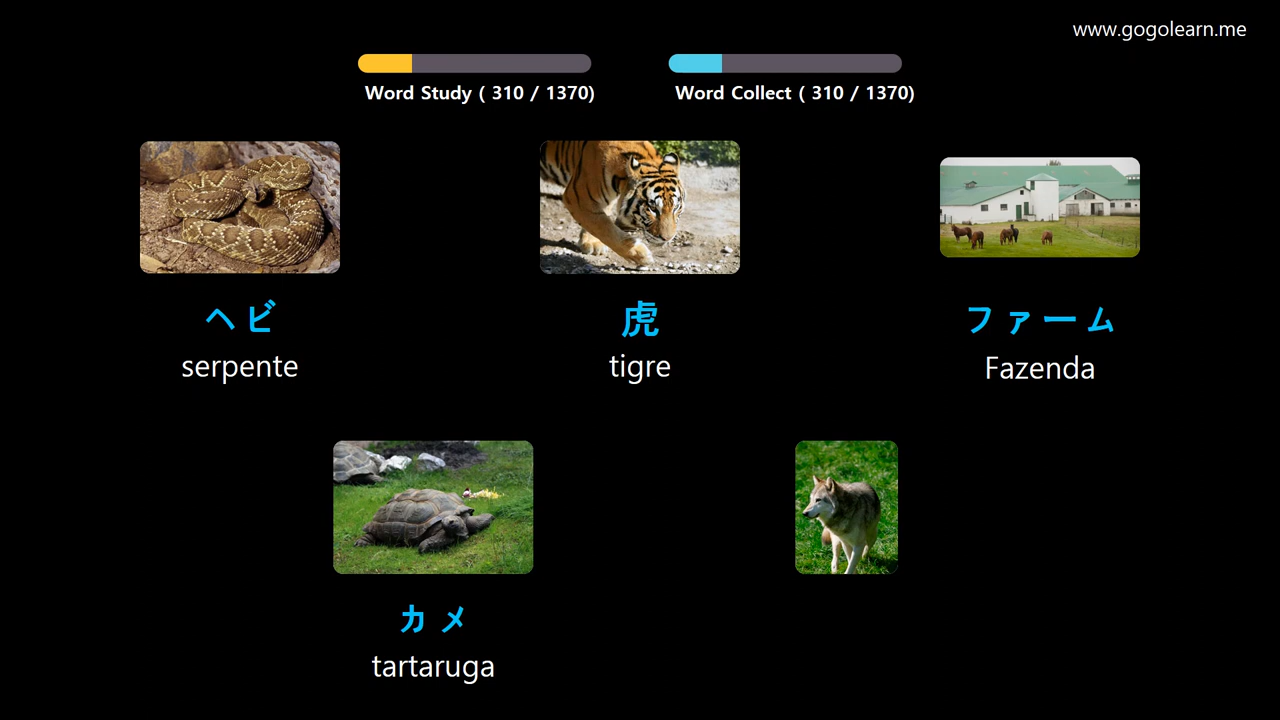 www.gogolearn.me
Word Study ( 310 / 1370)
Word Collect ( 310 / 1370)
ヘビ
serpente
虎
tigre
ファーム
Fazenda
カメ
tartaruga